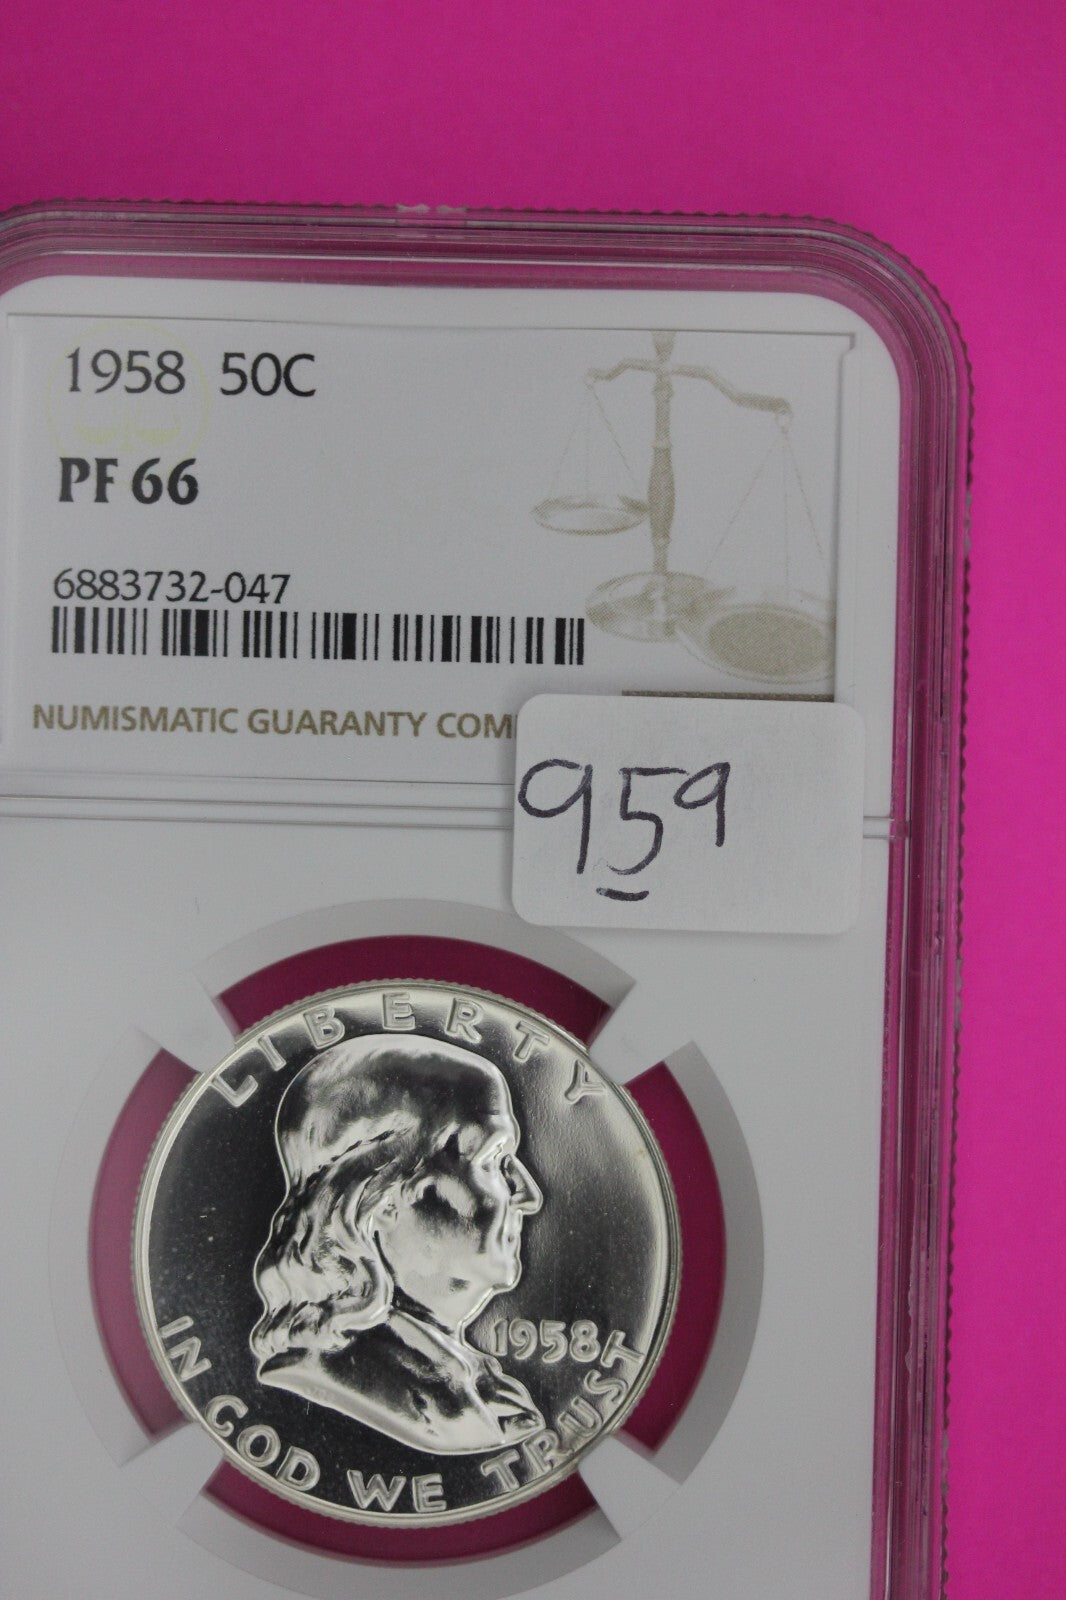 1958 50C
PF 66
6883732-047
NUMISMATIC GUARANTY COM
959
LIBERTY
1958
IN GOD WE TRUST